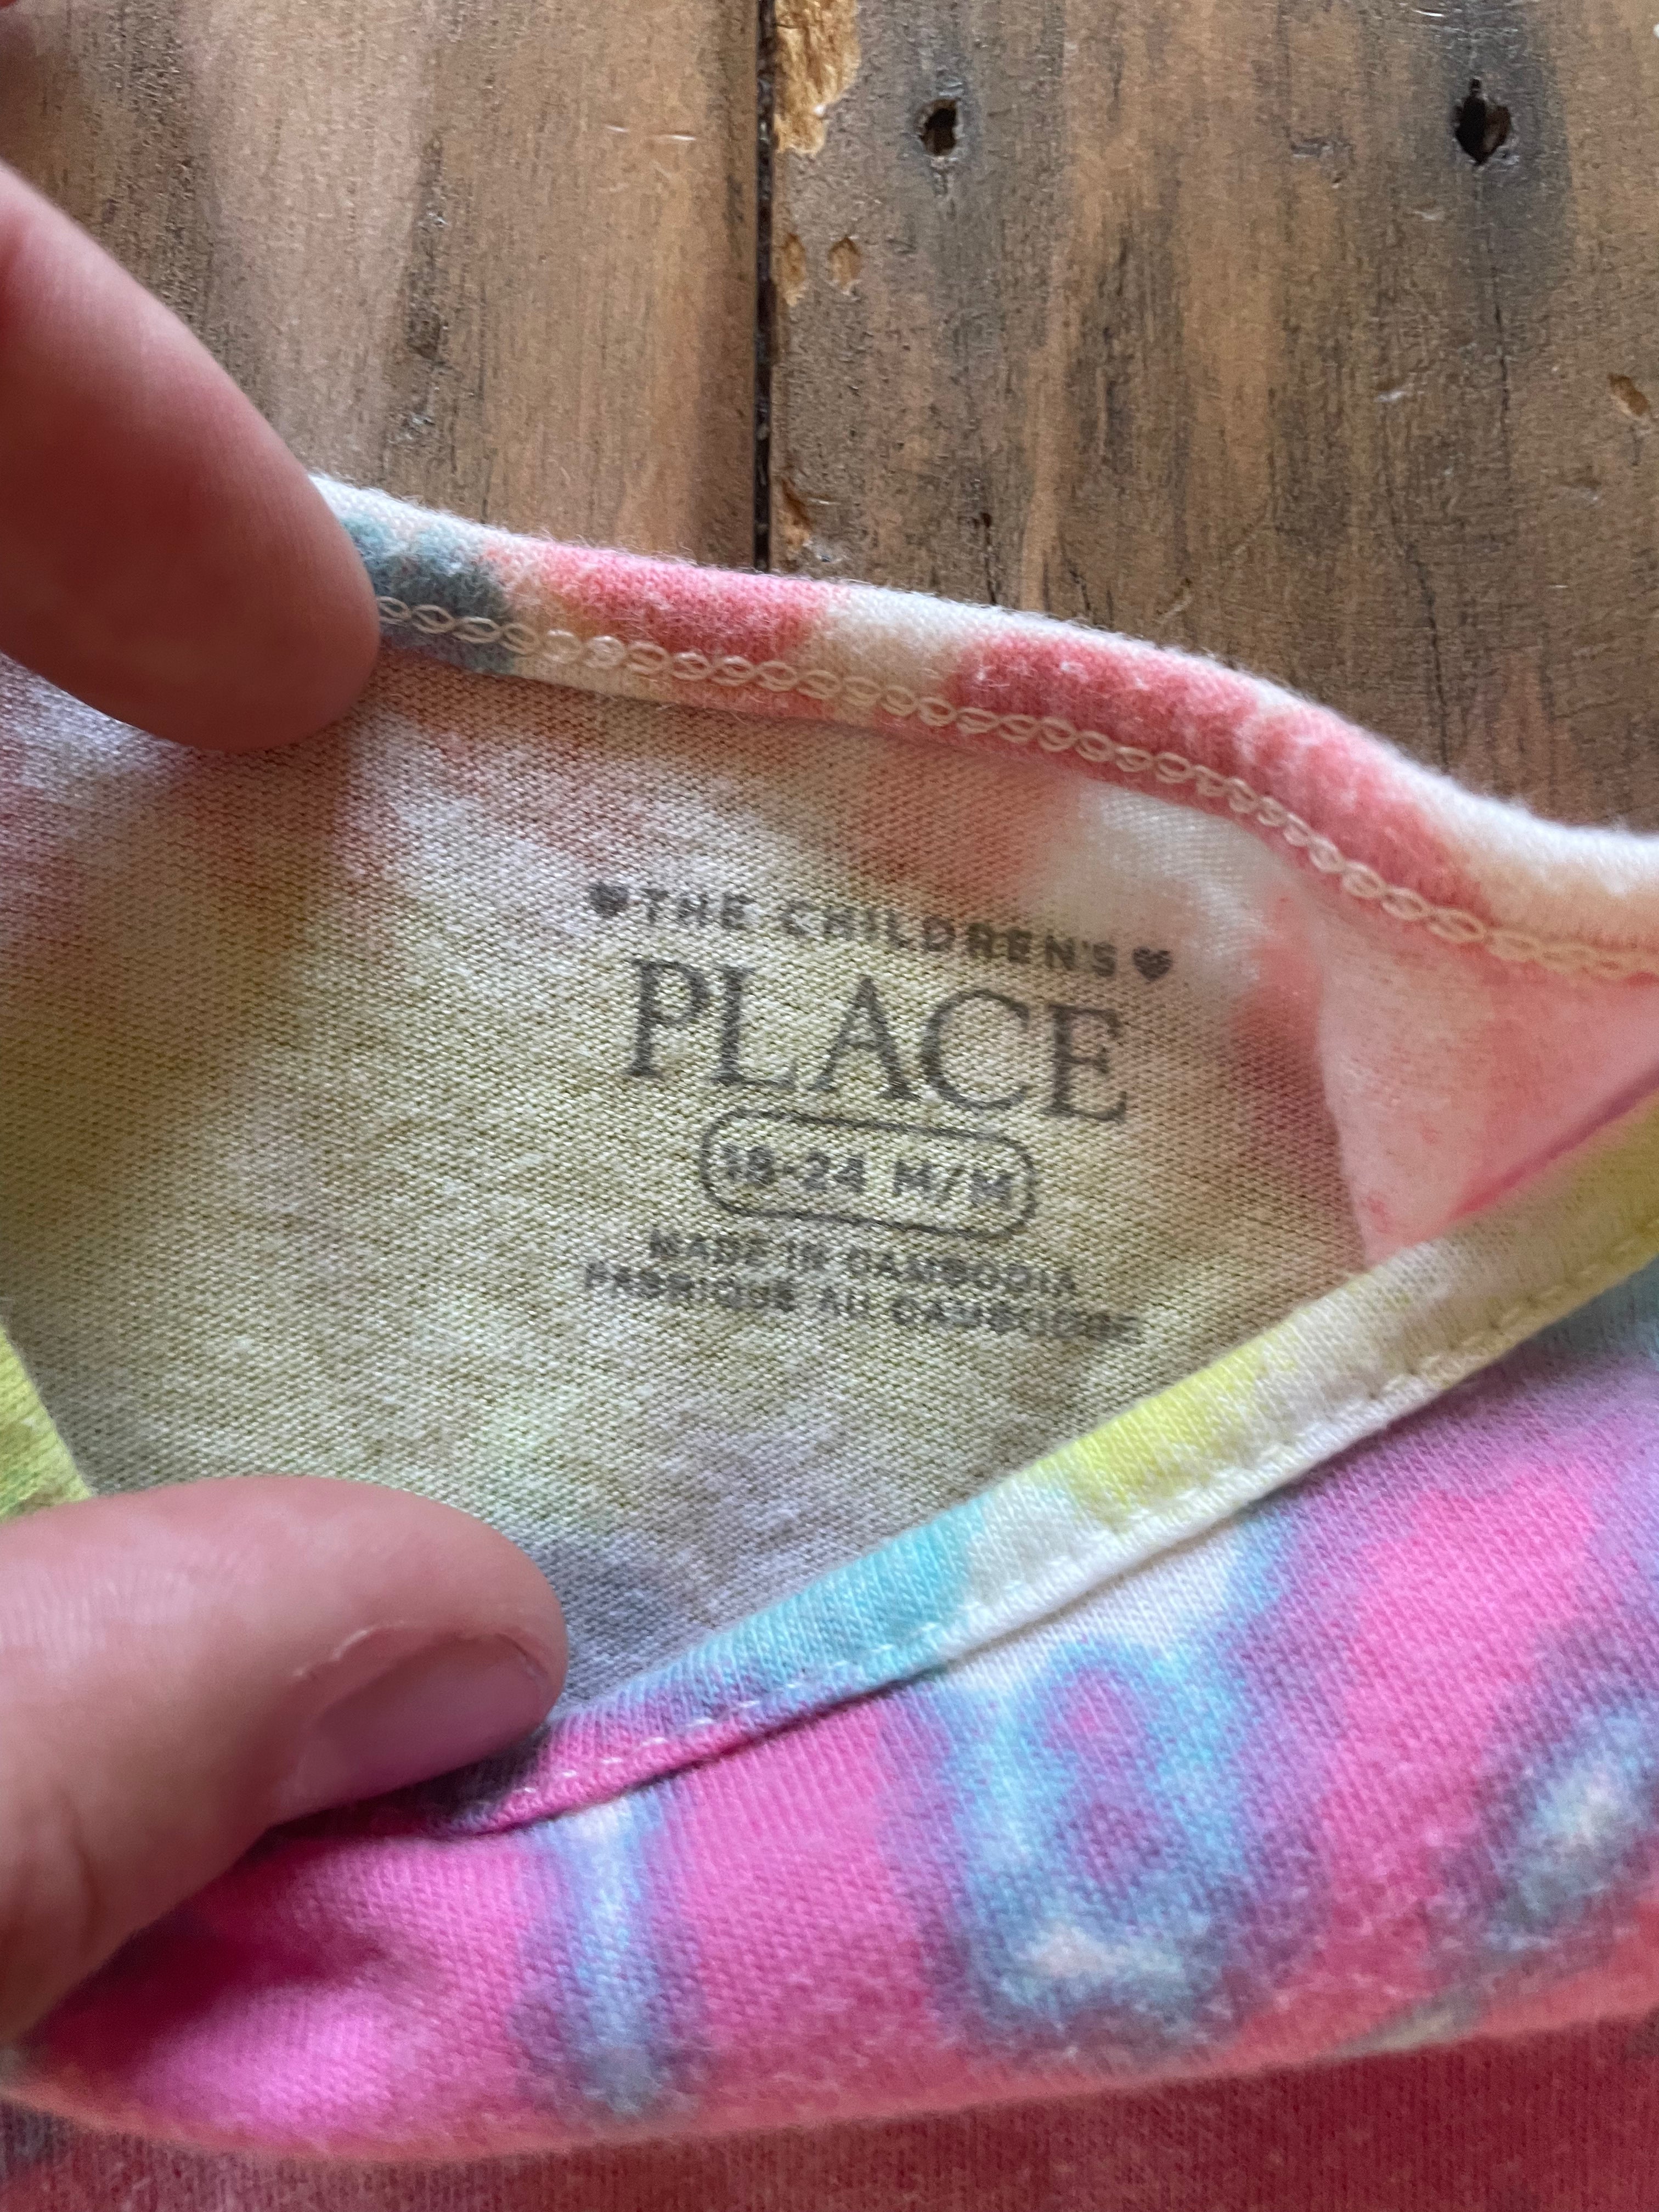 ♥THE CHILDREN'S♥
PLACE
18-24 M/M
MADE IN CAMBODIA
FABRIQUÉ AU CAMBODGE